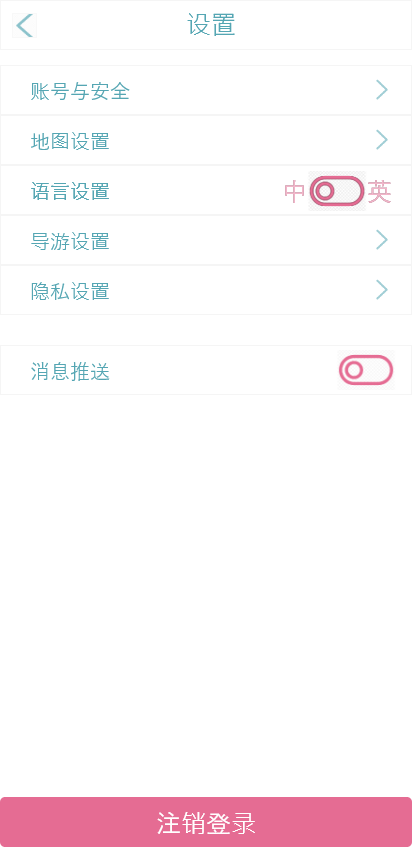 设置
账号与安全
地图设置
语言设置 中 英
导游设置
隐私设置
消息推送
注销登录